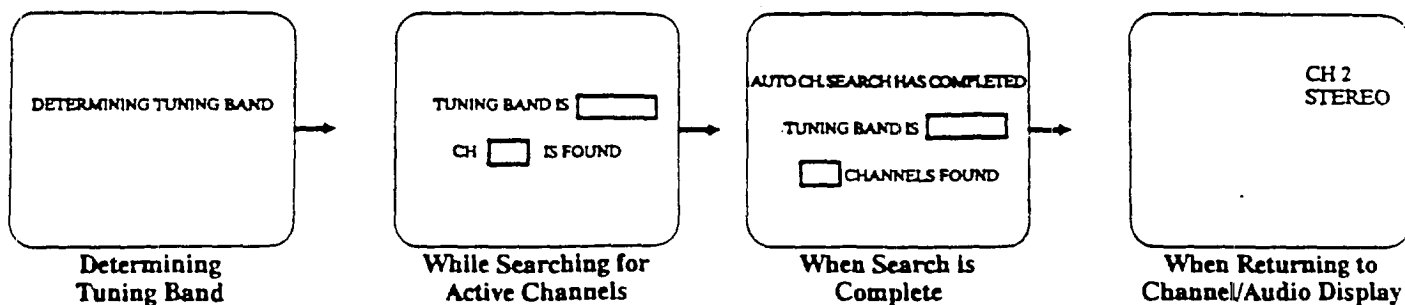 DETERMINING TUNING BAND
Determining
Tuning Band
TUNING BAND IS
CH IS FOUND
While Searching for
Active Channels
AUTO CH. SEARCH HAS COMPLETED
TUNING BAND IS
CHANNELS FOUND
When Search is
Complete
CH 2
STEREO
When Returning to
Channel/Audio Display